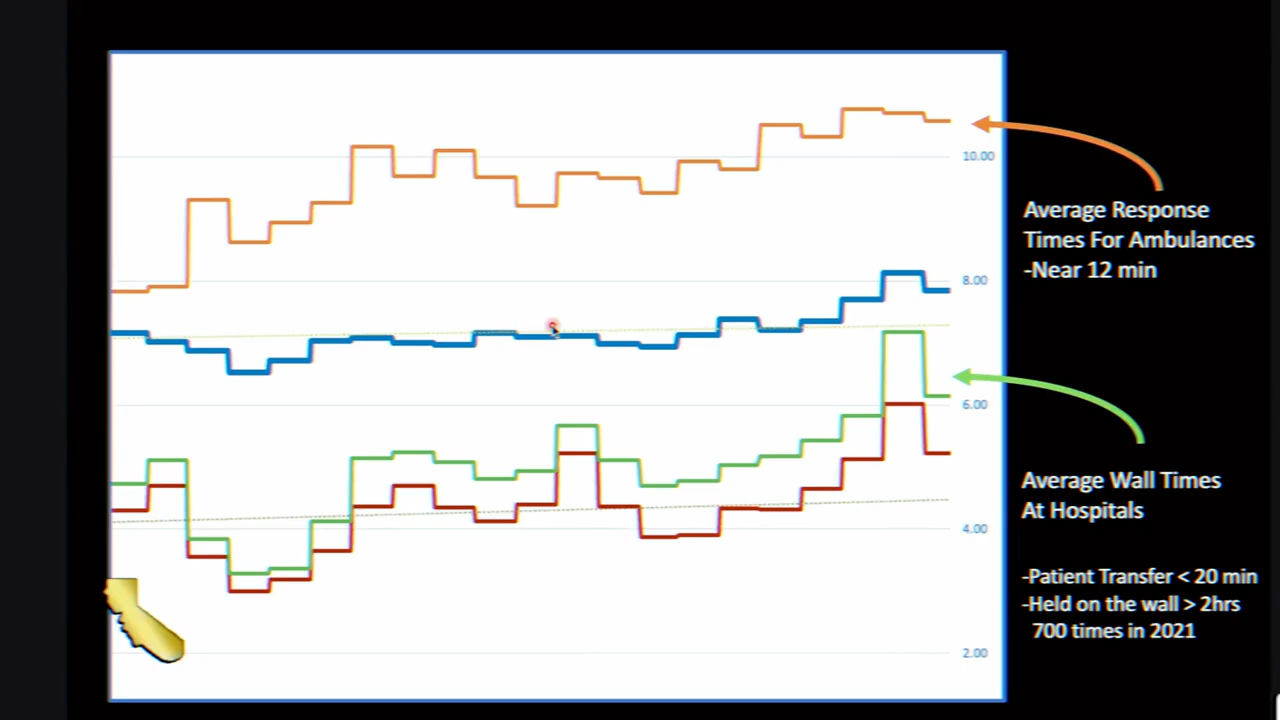 10.00
8.00
6.00
4.00
2.00
Average Response
Times For Ambulances
-Near 12 min
Average Wall Times
At Hospitals
-Patient Transfer < 20 min
-Held on the wall > 2hrs
700 times in 2021